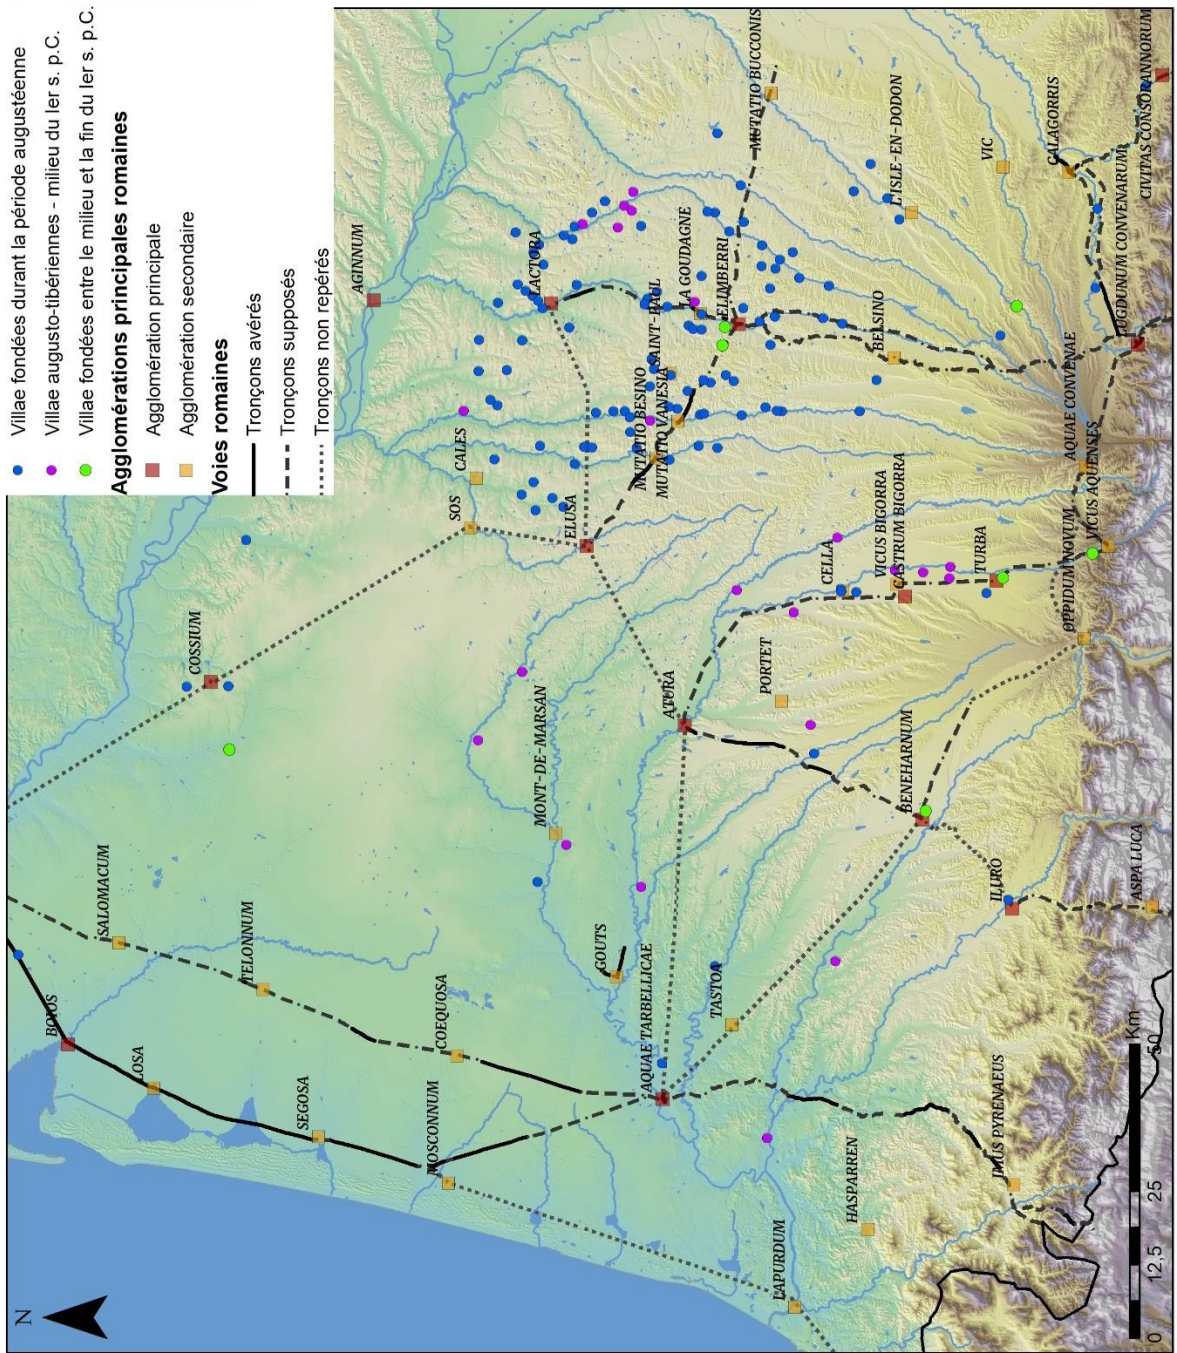 Villae fondées durant la période augustéenne
Villae augusto-tibériennes - milieu du Ier s. p.C.
Villae fondées entre le milieu et la fin du Ier s. p.C.
Agglomérations principales romaines
Agglomération principale
Agglomération secondaire
Voies romaines
Tronçons avérés
Tronçons supposés
Tronçons non repérés
N
BOIOS
SALOMACUM
LOSA
TELONNUM
SEGOSA
COEQUOSA
MOSCONNUM
COSSIUM
AGINNUM
SOS
CALES
LACTORA
MONT-DE-MARSAN
ELUSA
GOUTS
AQUAE TARBELLICAE
ATURA
MUTATIO BESINO
MUTATIO VANESIA
SAINT-PAUL
LA GOUDAGNE
ELIMBERRI
MUTATIO BUCCONIS
TASTOA
PORTET
LAPURDUM
HASPARREN
CELLA
VICUS BIGORRA
CASTRUM BIGORRA
BELSINO
L'ISLE-EN-DODON
BENEHARNUM
TURBA
VIC
IMUS PYRENAEUS
ILURO
ASPA LUCA
OPPIDUM NOVUM
VICUS AQUENSES
AQUAE CONVENAE
LUGDUNUM CONVENARUM
CALAGORRIS
CIVITAS CONSORANNORUM
0 12,5 25 50
Km